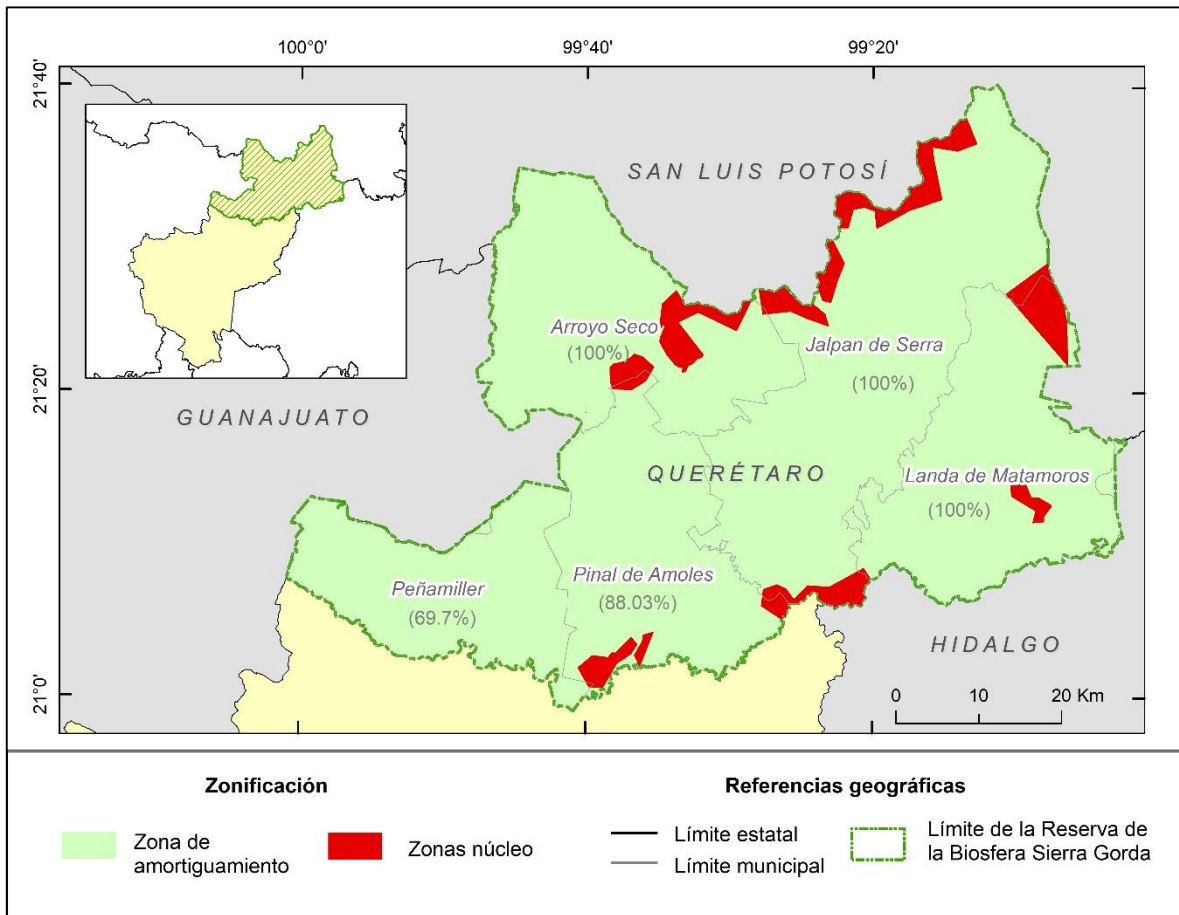 100°0'
99°40'
99°20'
21°40'
SAN LUIS POTOSÍ
Arroyo Seco
(100%)
Jalpan de Serra
(100%)
21°20'
GUANAJUATO
QUERÉTARO
Landa de Matamoros
(100%)
Peñamiller
(69.7%)
Pinal de Amoles
(88.03%)
HIDALGO
21°0'
0 10 20 Km
Zonificación
Zona de
amortiguamiento
Zonas núcleo
Referencias geográficas
Límite estatal
Límite municipal
Límite de la Reserva de
la Biosfera Sierra Gorda